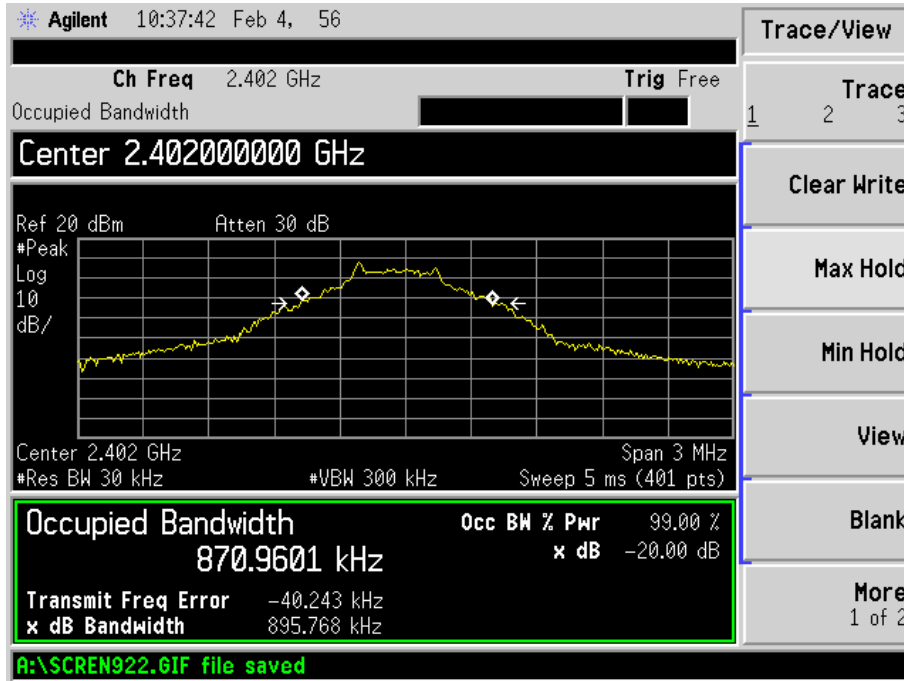 Agilent 10:37:42 Feb 4, 56
Trace/View
Ch Freq 2.402 GHz Trig Free
Occupied Bandwidth
Trace
1 2 3
Center 2.402000000 GHz
Clear Write
Ref 20 dBm Atten 30 dB
#Peak
Log
10
dB/
Max Hold
Min Hold
View
Center 2.402 GHz Span 3 MHz
#Res BW 30 kHz #VBW 300 kHz Sweep 5 ms (401 pts)
Occupied Bandwidth Occ BW % Pwr 99.00 %
870.9601 kHz x dB -20.00 dB
Blank
Transmit Freq Error -40.243 kHz
x dB Bandwidth 895.768 kHz
More
1 of 2
A:\SCREN922.GIF file saved